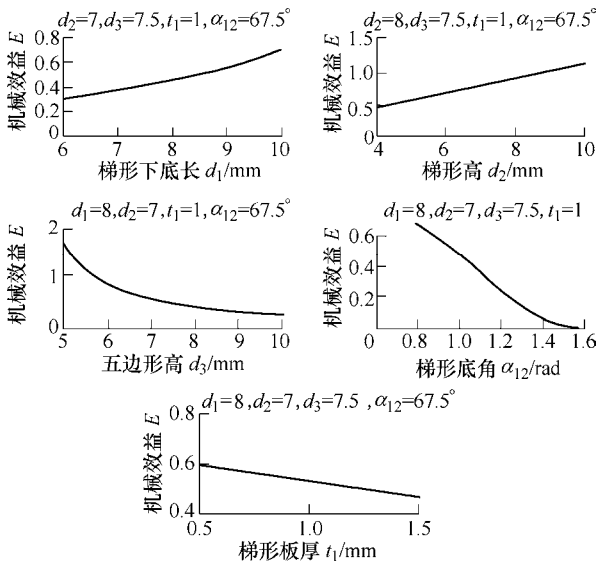 d₂=7,d₃=7.5,t₁=1,α₁₂=67.5°
机械效益 E
0.8
0.6
0.4
0.2
0
6 7 8 9 10
梯形下底长 d₁/mm
d₂=8,d₃=7.5,t₁=1,α₁₂=67.5°
机械效益 E
1.5
1.0
0.5
0
4 6 8 10
梯形高 d₂/mm
d₁=8,d₂=7,t₁=1,α₁₂=67.5°
机械效益 E
2
1
0
5 6 7 8 9 10
五边形高 d₃/mm
d₁=8,d₂=7,d₃=7.5,t₁=1
机械效益 E
0.6
0.4
0.2
0 0.8 1.0 1.2 1.4 1.6
梯形底角 α₁₂/rad
d₁=8,d₂=7,d₃=7.5 ,α₁₂=67.5°
机械效益 E
0.8
0.6
0.4
0.5 1.0 1.5
梯形板厚 t₁/mm